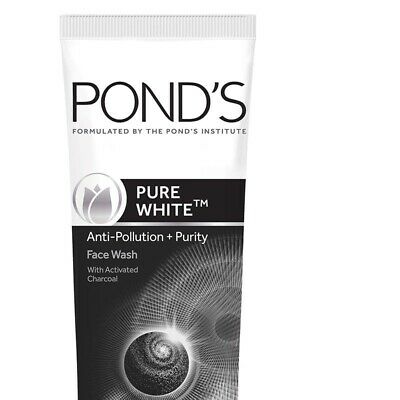 POND'S
FORMULATED BY THE POND'S INSTITUTE
PURE
WHITE™
Anti-Pollution + Purity
Face Wash
With Activated
Charcoal